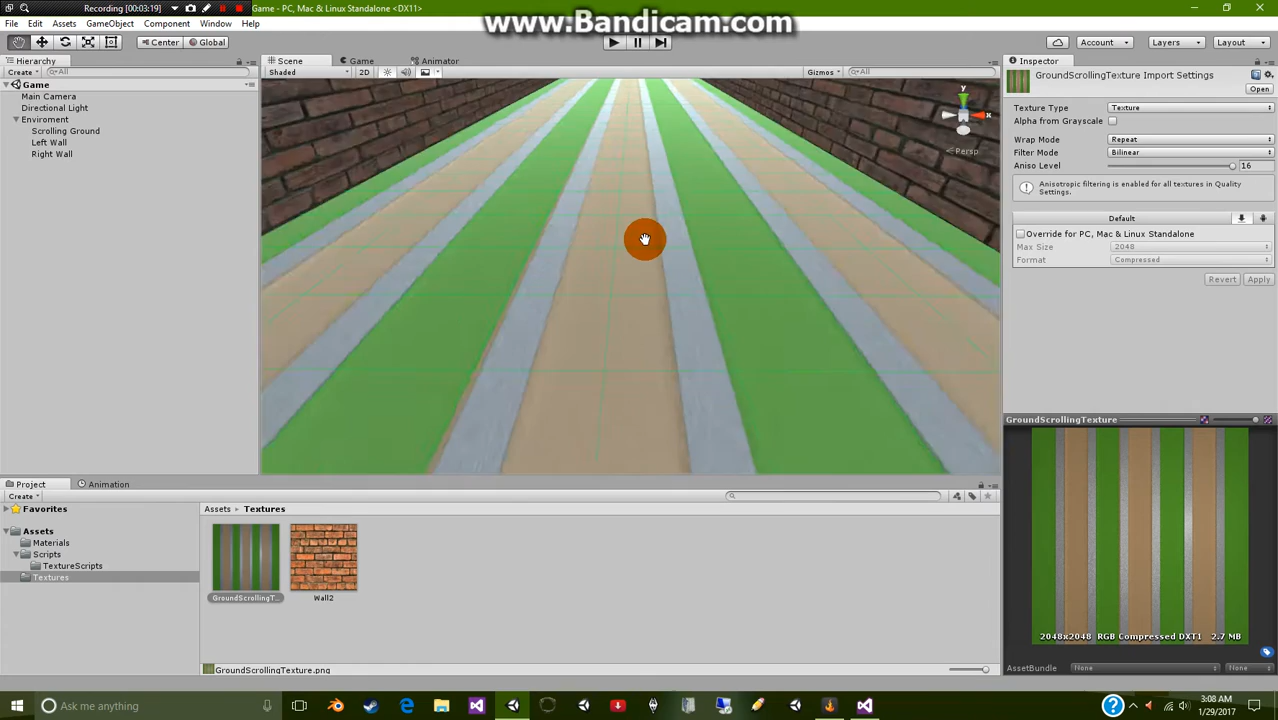 Game - PC, Mac & Linux Standalone <DX11>
Recording [00:03:19]
www.Bandicam.com
File Edit Assets GameObject Component Window Help
Center Global
Account Layers Layout
Hierarchy
Create All
Game
Main Camera
Directional Light
Enviroment
Scrolling Ground
Left Wall
Right Wall
Scene Game Animator
Shaded 2D Gizmos All
y
x
Persp
Inspector
GroundScrollingTexture Import Settings
Open
Texture Type Texture
Alpha from Grayscale
Wrap Mode Repeat
Filter Mode Bilinear
Aniso Level 16
Anisotropic filtering is enabled for all textures in Quality
Settings.
Default
Override for PC, Mac & Linux Standalone
Max Size 2048
Format Compressed
Revert Apply
GroundScrollingTexture
2048x2048 RGB Compressed DXT1 2.7 MB
AssetBundle None None
Project Animation
Create
Favorites
Assets
Materials
Scripts
TextureScripts
Textures
Assets Textures
GroundScrollingT... Wall2
GroundScrollingTexture.png
Ask me anything
3:08 AM
1/29/2017